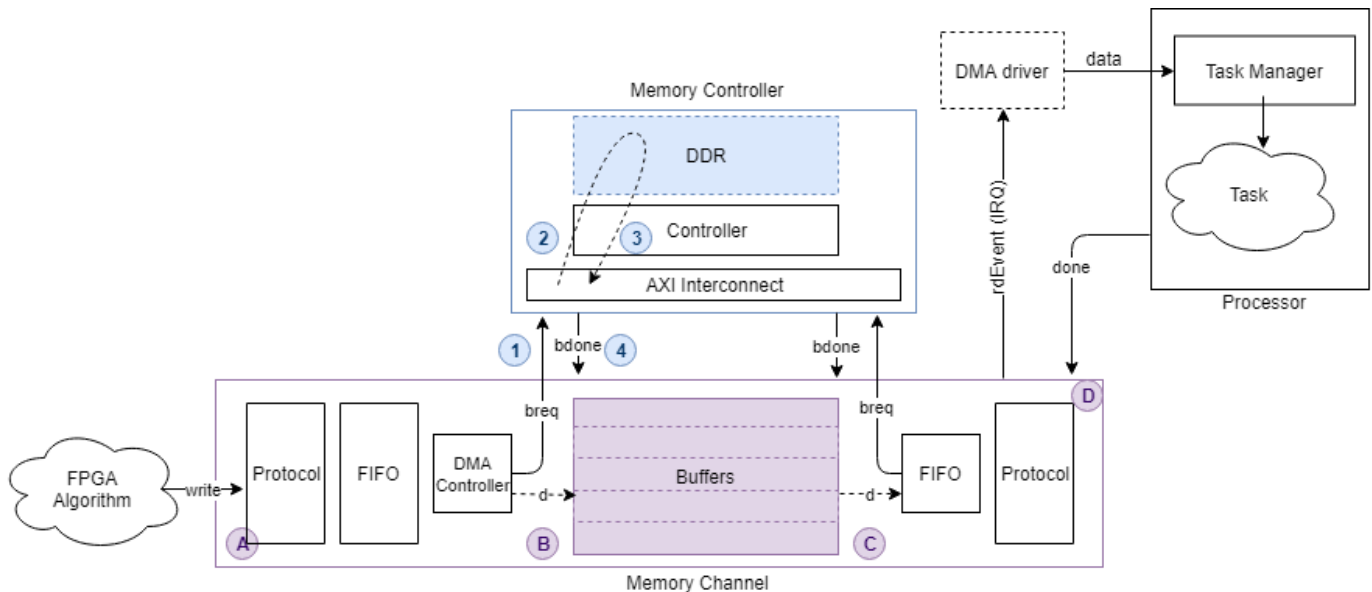 DMA driver
data
Task Manager
Task
Processor
Memory Controller
DDR
2
3
Controller
AXI Interconnect
rdEvent (IRQ)
done
1
bdone
4
bdone
D
breq
breq
FPGA
Algorithm
write
Protocol
FIFO
DMA
Controller
d
Buffers
d
FIFO
Protocol
A
B
C
Memory Channel